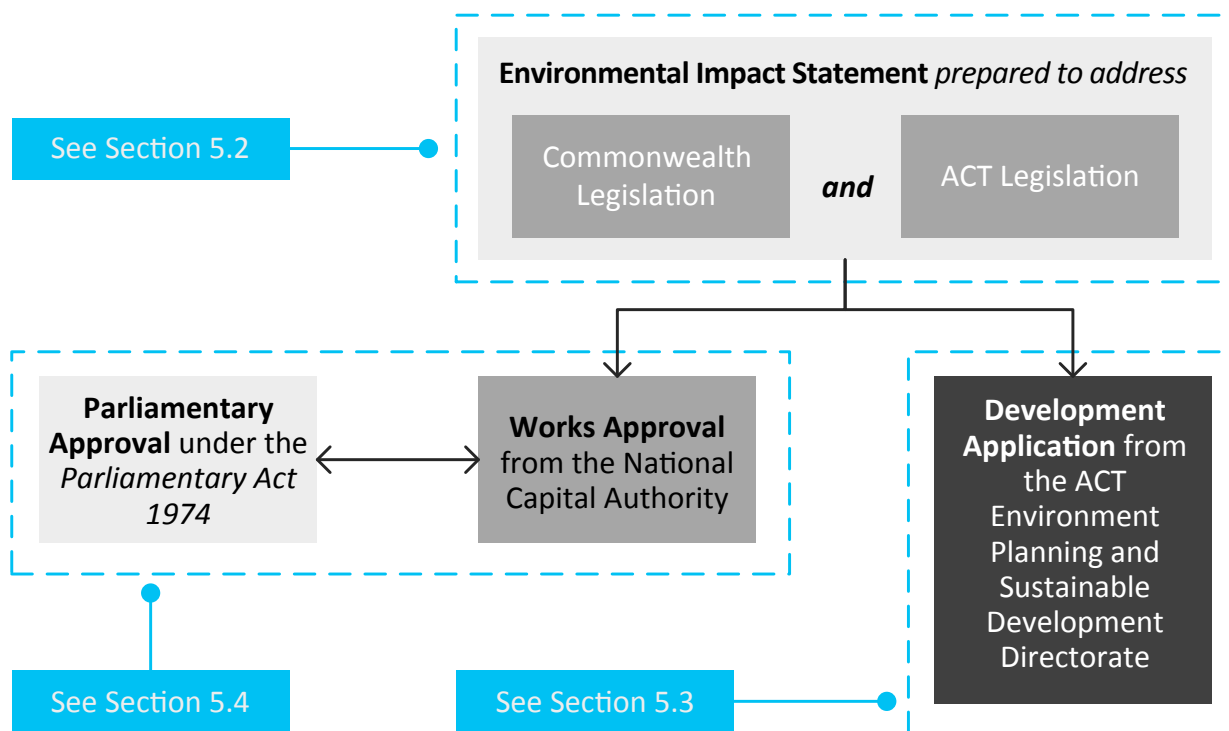 Environmental Impact Statement prepared to address
See Section 5.2
Commonwealth
Legislation
and
ACT Legislation
Parliamentary
Approval under the
Parliamentary Act
1974
Works Approval
from the National
Capital Authority
Development
Application from
the ACT
Environment
Planning and
Sustainable
Development
Directorate
See Section 5.4
See Section 5.3